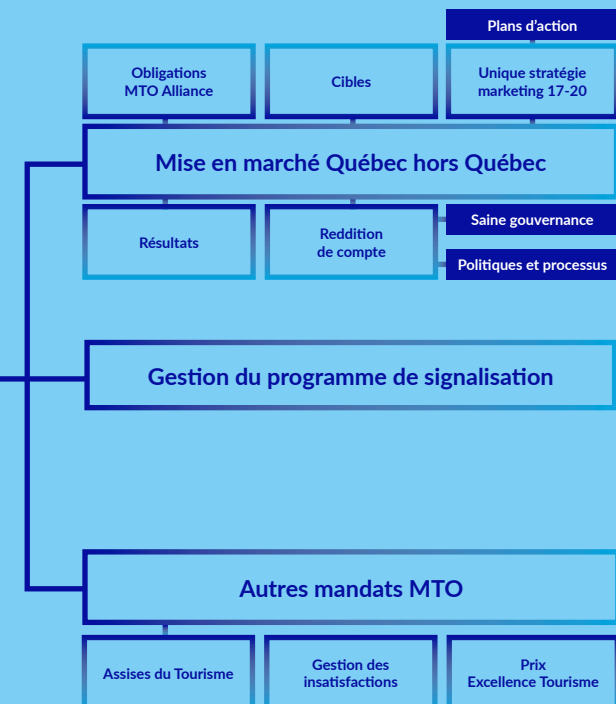 Plans d'action
Obligations
MTO Alliance
Cibles
Unique stratégie
marketing 17-20
Mise en marché Québec hors Québec
Résultats
Reddition
de compte
Saine gouvernance
Politiques et processus
Gestion du programme de signalisation
Autres mandats MTO
Assises du Tourisme
Gestion des
insatisfactions
Prix
Excellence Tourisme